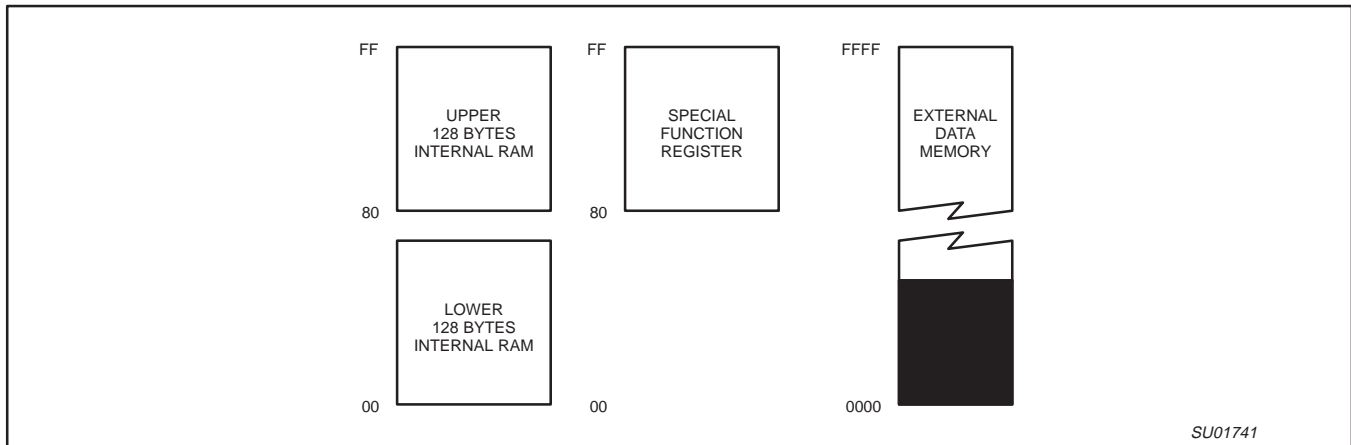 FF
UPPER
128 BYTES
INTERNAL RAM
80
LOWER
128 BYTES
INTERNAL RAM
00
FF
SPECIAL
FUNCTION
REGISTER
80
00
FFFF
EXTERNAL
DATA
MEMORY
0000
SU01741